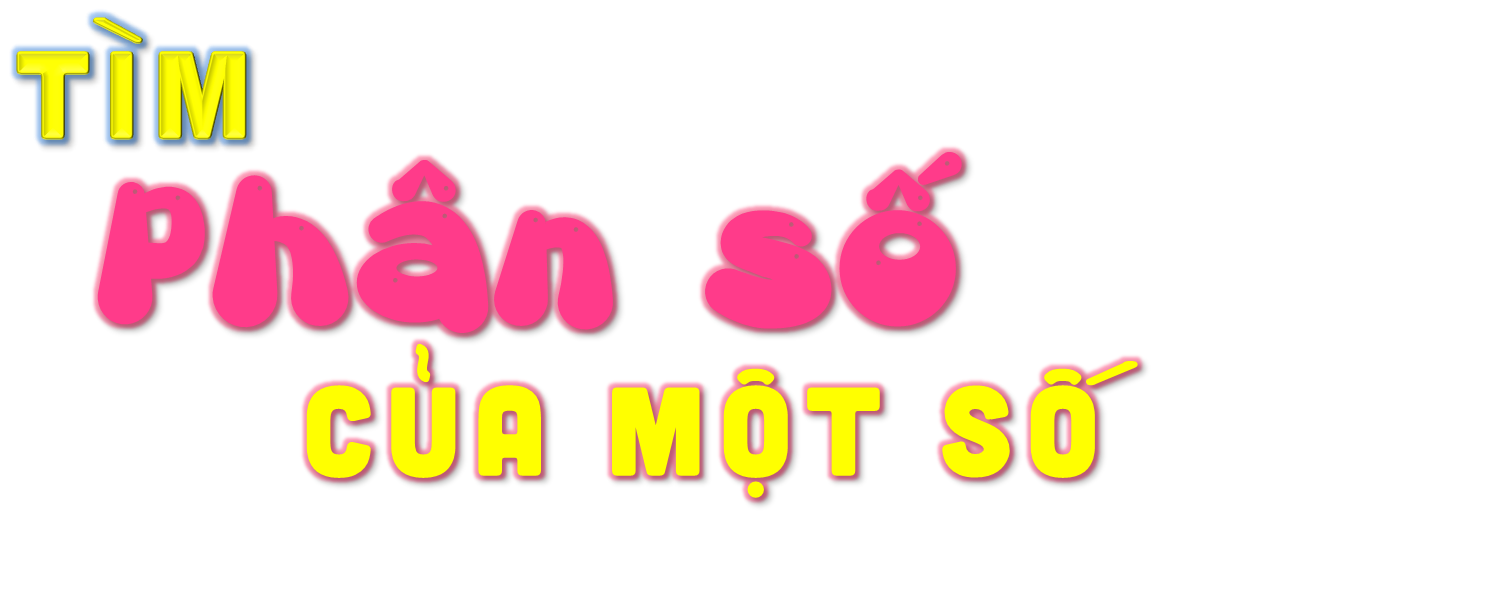 TÌM
Phân số
CỦA MỘT SỐ